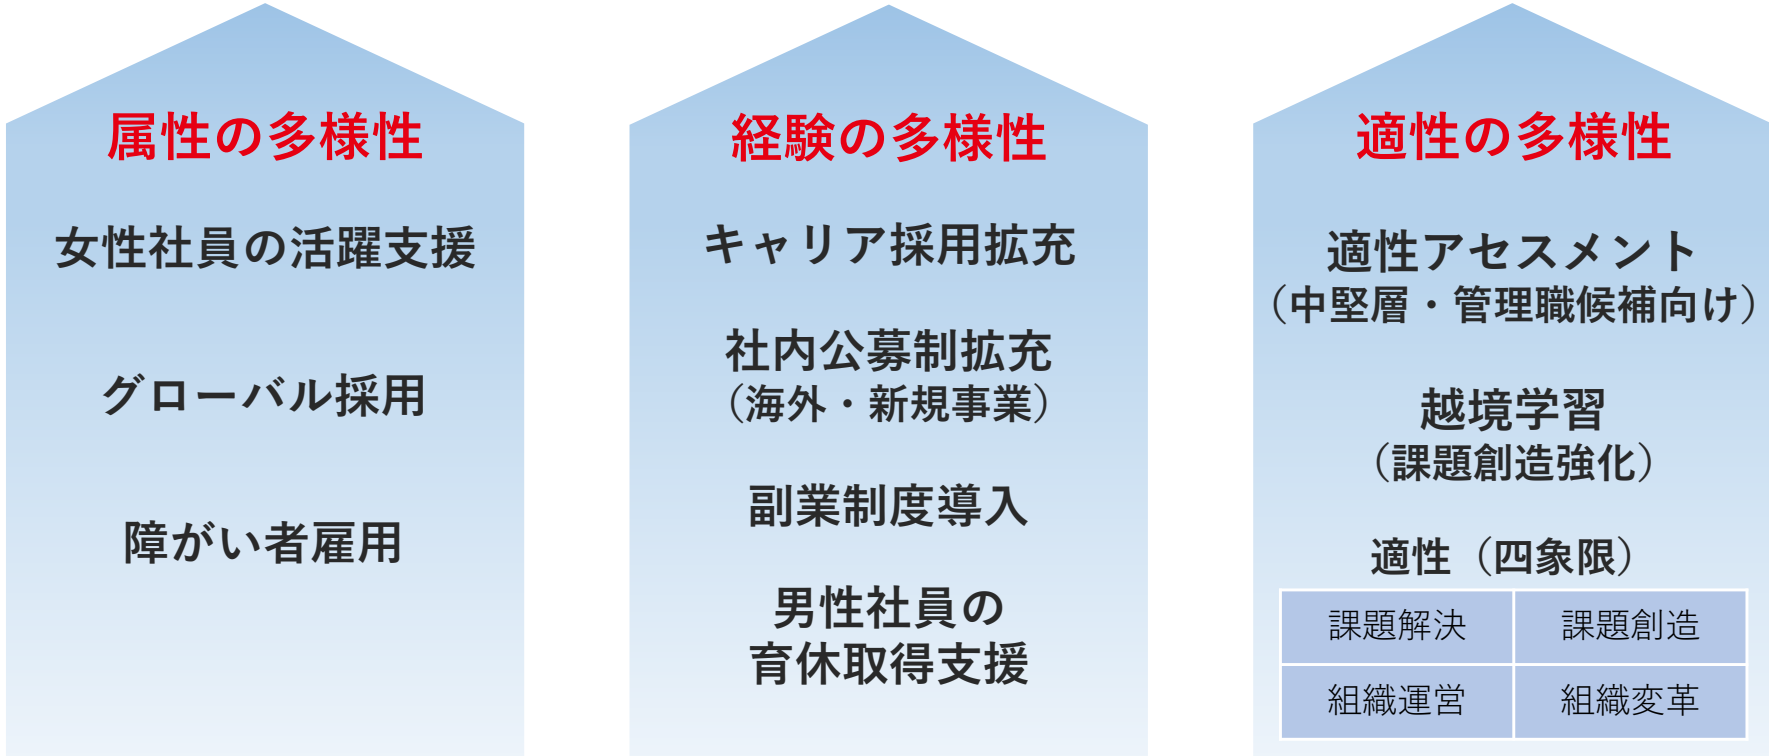 属性の多様性
女性社員の活躍支援
グローバル採用
障がい者雇用
経験の多様性
キャリア採用拡充
社内公募制拡充
（海外・新規事業）
副業制度導入
男性社員の
育休取得支援
適性の多様性
適性アセスメント
（中堅層・管理職候補向け）
越境学習
（課題創造強化）
適性（四象限）
課題解決 課題創造
組織運営 組織変革